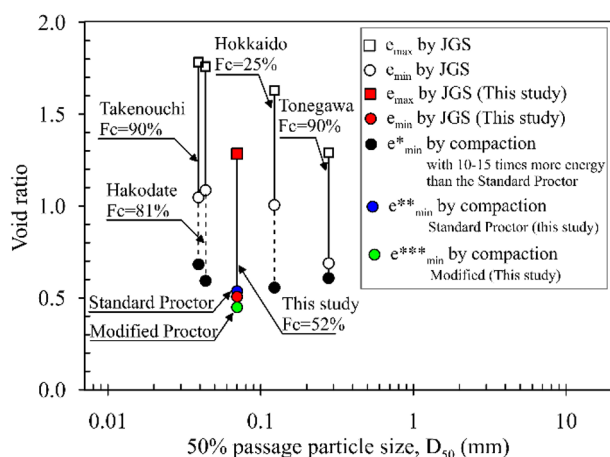 2.0
1.6
1.2
0.8
0.5
0.0
Void ratio
0.01
0.1
1
10
50% passage particle size, D50 (mm)
Takenouchi
Fc=90%
Hakodate
Fc=81%
Hokkaido
Fc=25%
Tonegawa
Fc=90%
Standard Proctor
Modified Proctor
This study
Fc=52%
emax by JGS
emin by JGS
emax by JGS (This study)
emin by JGS (This study)
e*min by compaction
with 10-15 times more energy
than the Standard Proctor
e**min by compaction
Standard Proctor (this study)
e***min by compaction
Modified (This study)